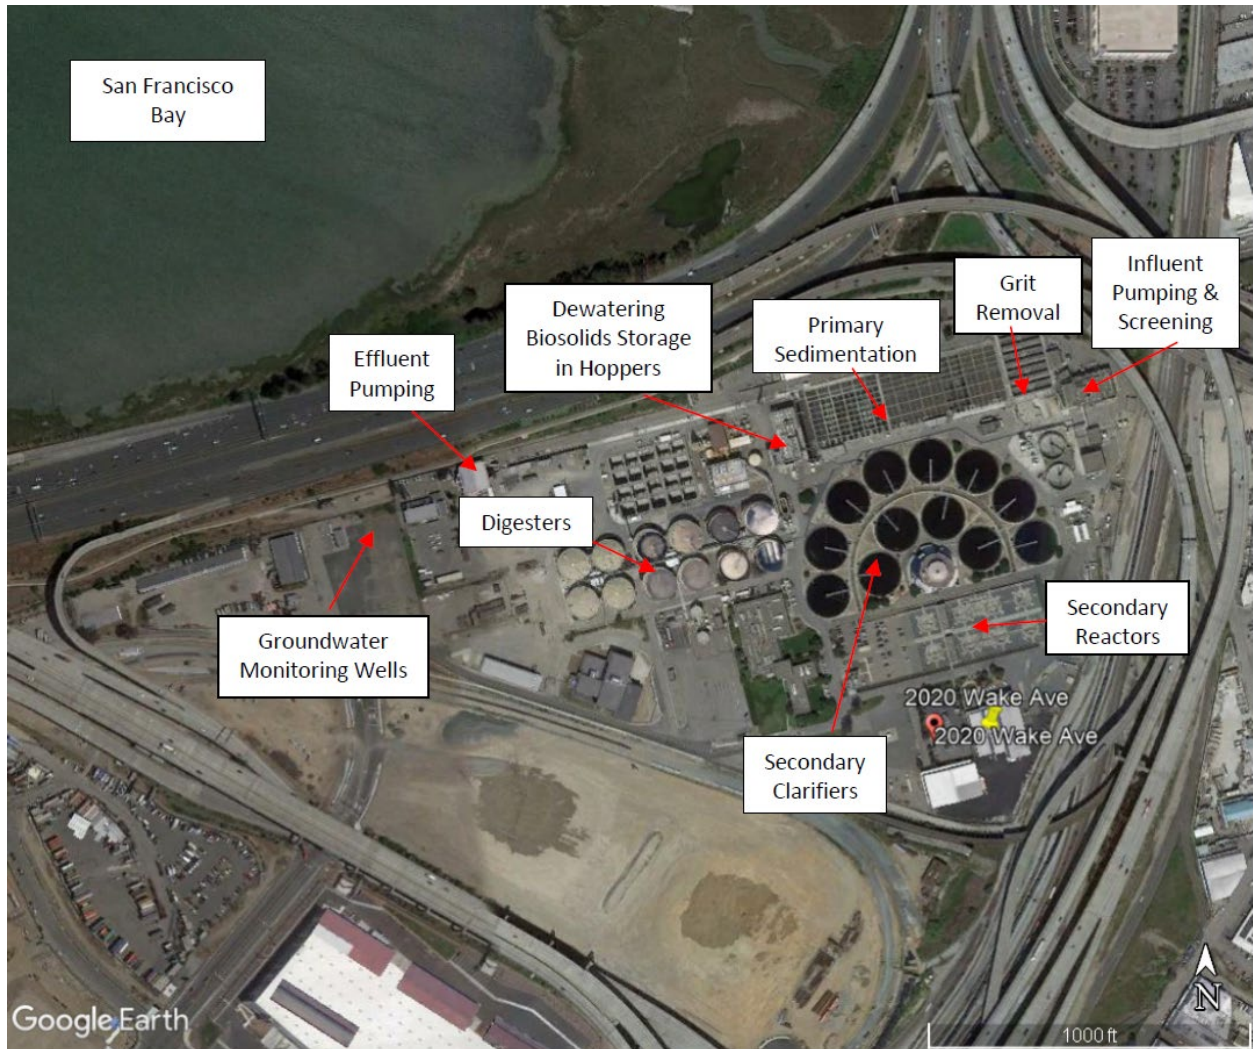 San Francisco
Bay
Influent
Pumping &
Screening
Grit
Removal
Dewatering
Biosolids Storage
in Hoppers
Primary
Sedimentation
Effluent
Pumping
Digesters
Secondary
Reactors
Groundwater
Monitoring Wells
2020 Wake Ave
2020 Wake Ave
Secondary
Clarifiers
N
Google Earth
1000 ft